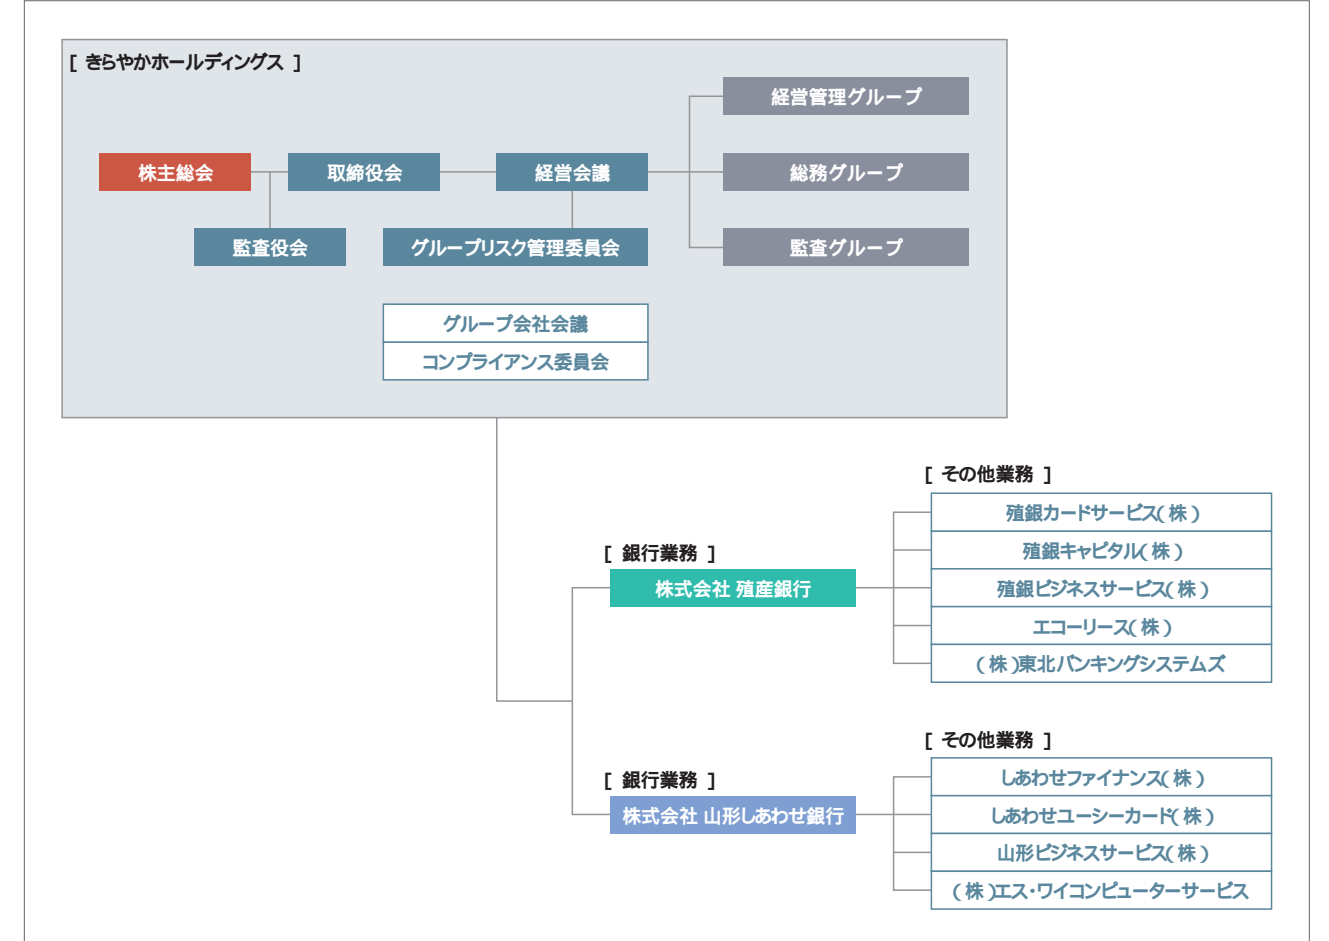 [ きらやかホールディングス ]
経営管理グループ
株主総会
取締役会
経営会議
総務グループ
監査役会
グループリスク管理委員会
監査グループ
グループ会社会議
コンプライアンス委員会
[ その他業務 ]
殖銀カードサービス(株)
[ 銀行業務 ]
殖銀キャピタル(株)
株式会社 殖産銀行
殖銀ビジネスサービス(株)
エコーリース(株)
(株)東北バンキングシステムズ
[ その他業務 ]
[ 銀行業務 ]
しあわせファイナンス(株)
株式会社 山形しあわせ銀行
しあわせユーシーカード(株)
山形ビジネスサービス(株)
(株)エス・ワイコンピューターサービス